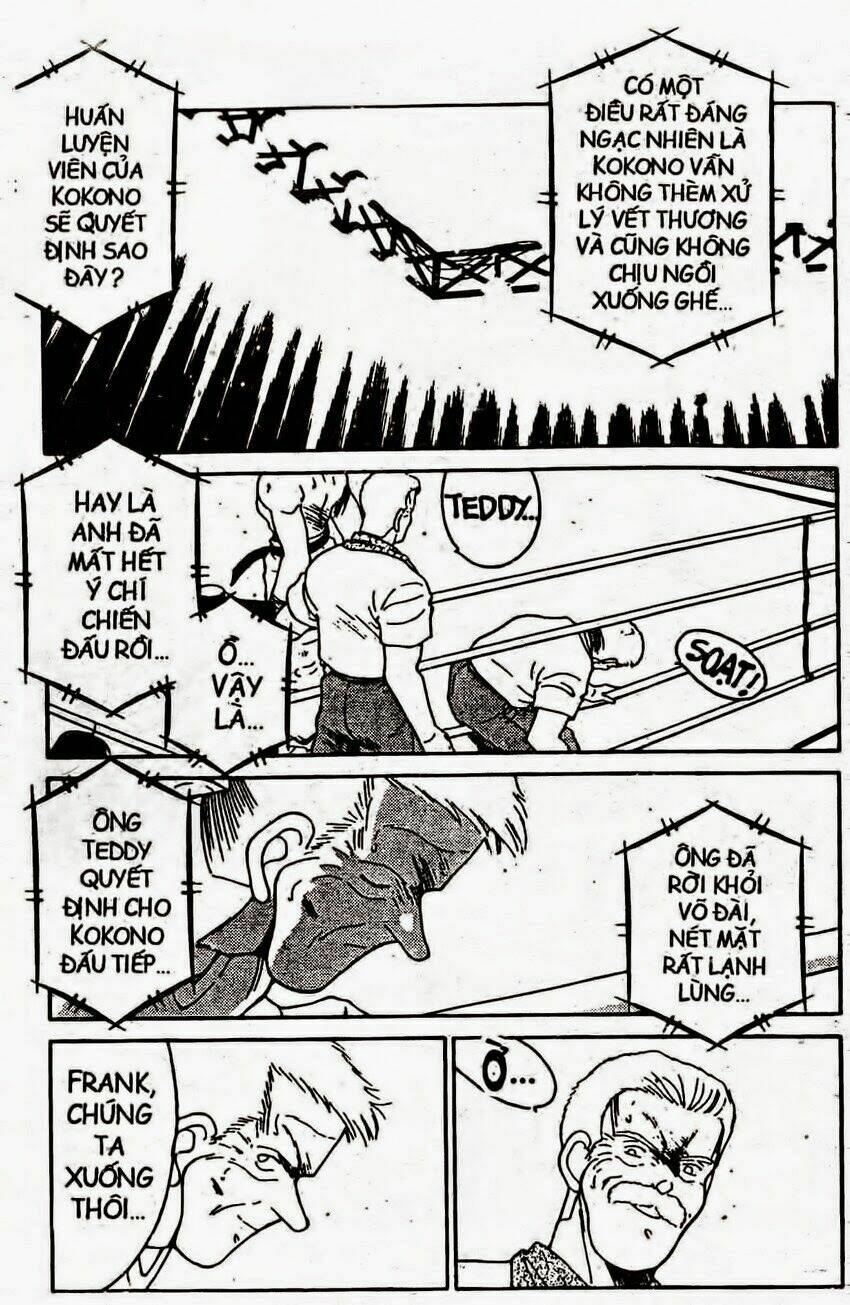 CÓ MỘT
ĐIỀU RẤT ĐÁNG
NGẠC NHIÊN LÀ
KOKONO VẪN
KHÔNG THÈM XỬ
LÝ VẾT THƯƠNG
VÀ CŨNG KHÔNG
CHỊU NGỒI
XUỐNG GHẾ...
HUẤN
LUYỆN
VIÊN CỦA
KOKONO
SẼ QUYẾT
ĐỊNH SAO
ĐÂY?
TEDDY...
SOẠT!
HAY LÀ
ANH ĐÃ
MẤT HẾT
Ý CHÍ
CHIẾN
ĐẤU RỒI...
Ồ...
VẬY
LÀ...
ÔNG
TEDDY
QUYẾT
ĐỊNH CHO
KOKONO
ĐẤU TIẾP...
ÔNG ĐÃ
RỜI KHỎI
VÕ ĐÀI,
NÉT MẶT
RẤT LẠNH
LÙNG...
FRANK,
CHÚNG
TA
XUỐNG
THÔI...
Ờ...